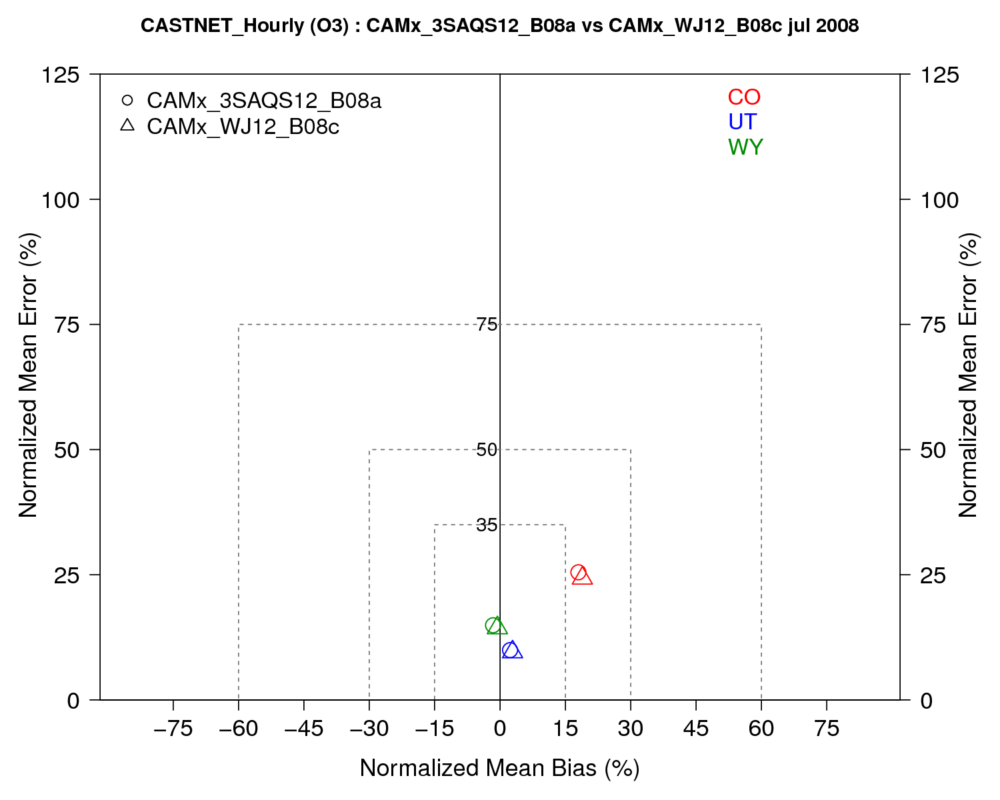 CASTNET_Hourly (O3) : CAMx_3SAQS12_B08a vs CAMx_WJ12_B08c jul 2008
CAMx_3SAQS12_B08a
CAMx_WJ12_B08c
CO
UT
WY
Normalized Mean Error (%)
125
100
75
50
25
0
75
50
35
125
100
75
50
25
0
Normalized Mean Error (%)
−75 −60 −45 −30 −15 0 15 30 45 60 75
Normalized Mean Bias (%)